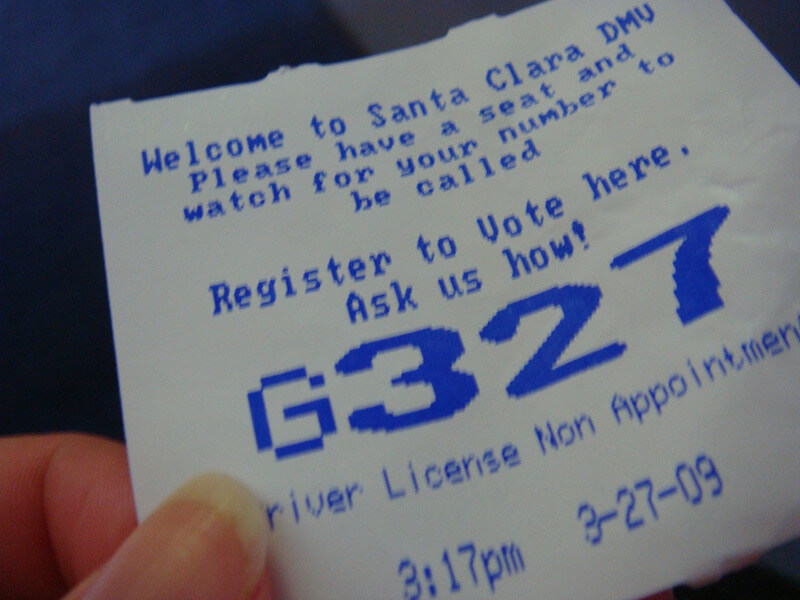 Welcome to Santa Clara DMV
Please have a seat and
watch for your number to
be called
Register to Vote here.
Ask us how!
G327
river License Non Appointmen
3:17pm 3-27-09